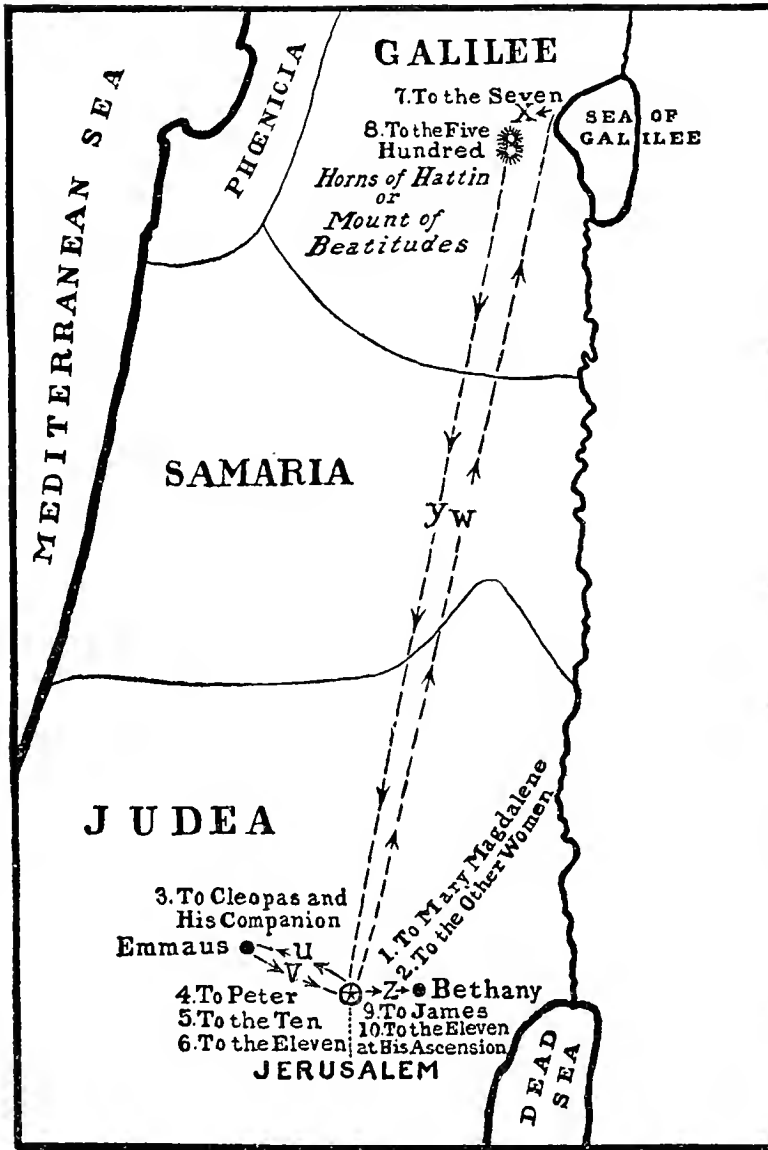 GALILEE
PHŒNICIA
MEDITERRANEAN SEA
7. To the Seven
X
SEA OF
GALILEE
8. To the Five
Hundred
Horns of Hattin
or
Mount of
Beatitudes
SAMARIA
y w
JUDEA
1. To Mary Magdalene
2. To the Other Women
3. To Cleopas and
His Companion
Emmaus
u
V
Z
Bethany
4. To Peter
5. To the Ten
6. To the Eleven
9. To James
10. To the Eleven
at His Ascension
JERUSALEM
DEAD
SEA